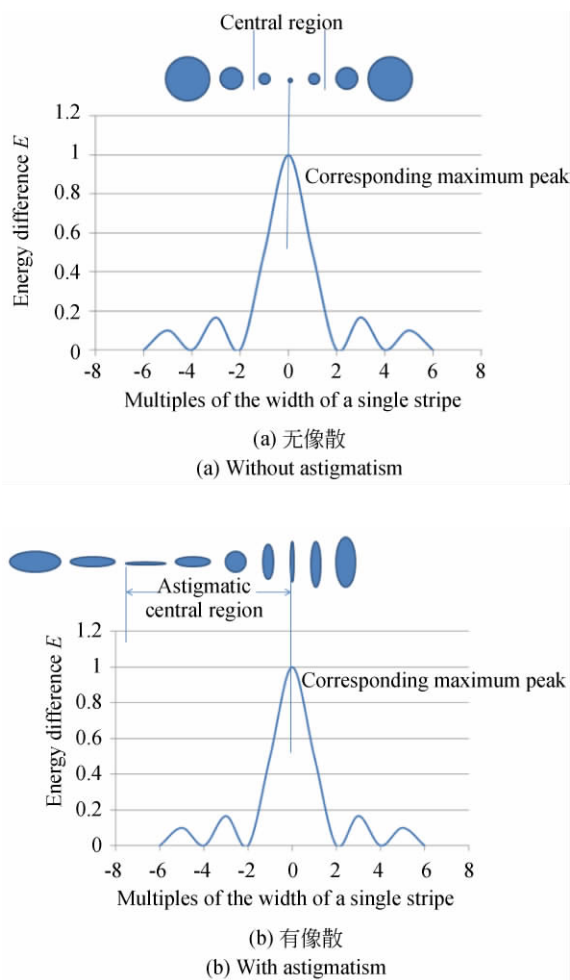 Central region
1.2
1
Corresponding maximum peak
0.8
0.6
0.4
0.2
0
Energy difference E
-8 -6 -4 -2 0 2 4 6 8
Multiples of the width of a single stripe
(a) 无像散
(a) Without astigmatism
Astigmatic
central region
1.2
1
Corresponding maximum peak
0.8
0.6
0.4
0.2
0
Energy difference E
-8 -6 -4 -2 0 2 4 6 8
Multiples of the width of a single stripe
(b) 有像散
(b) With astigmatism